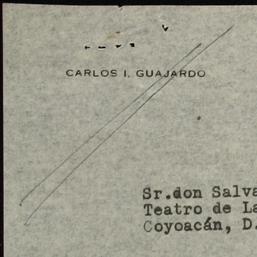 CARLOS I. GUAJARDO
Sr.don Salva
Teatro de La
Coyoacán, D.